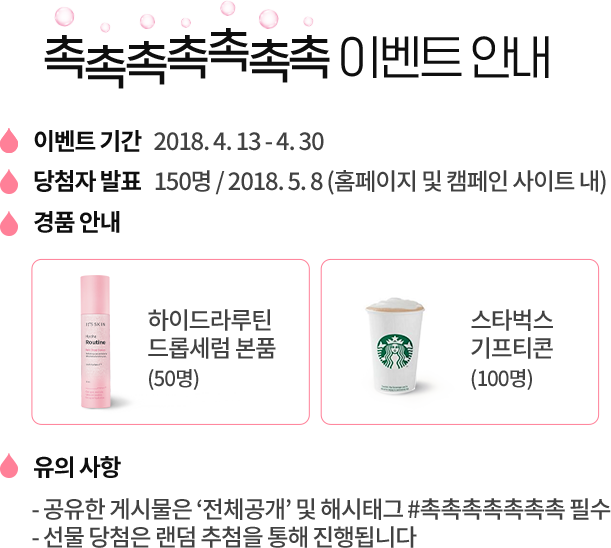 촉촉촉촉촉촉촉 이벤트 안내
이벤트 기간 2018. 4. 13 - 4. 30
당첨자 발표 150명 / 2018. 5. 8 (홈페이지 및 캠페인 사이트 내)
경품 안내
IT'S SKIN
Routine
하이드라루틴
드롭세럼 본품
(50명)
스타벅스
기프티콘
(100명)
유의 사항
- 공유한 게시물은 ‘전체공개’ 및 해시태그 #촉촉촉촉촉촉촉 필수
- 선물 당첨은 랜덤 추첨을 통해 진행됩니다